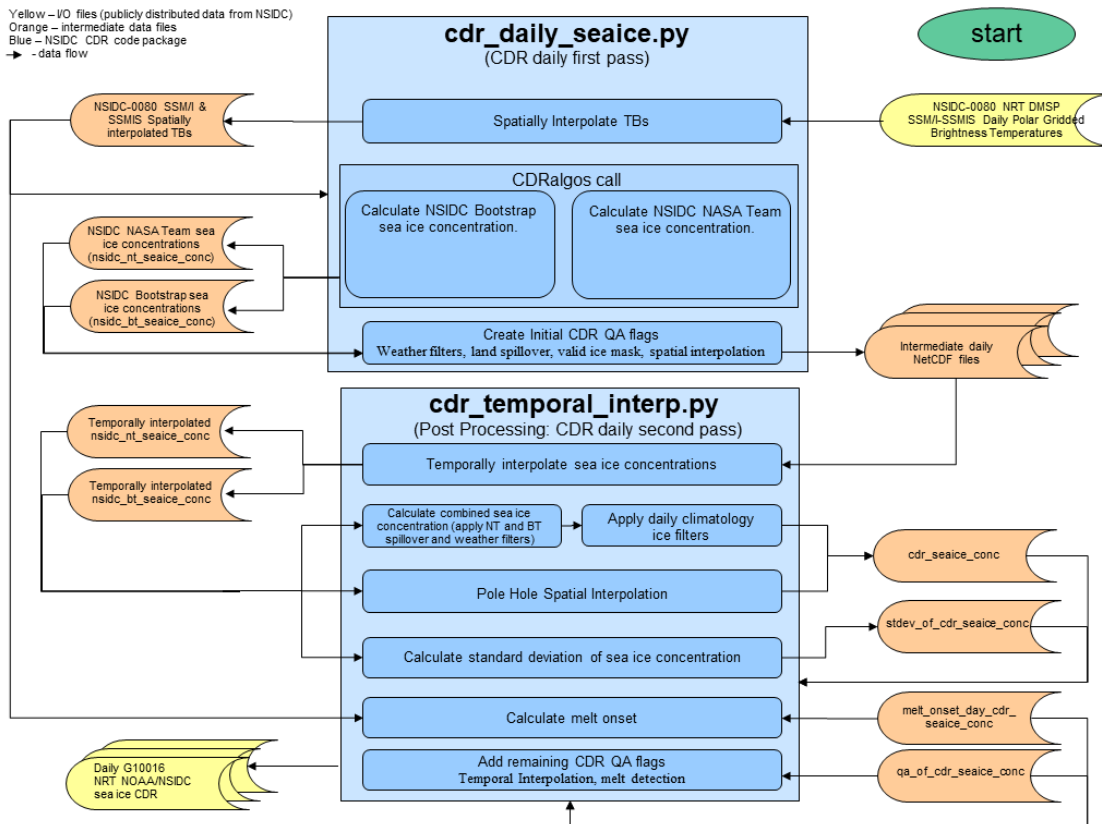 Yellow – I/O files (publicly distributed data from NSIDC)
Orange – intermediate data files
Blue – NSIDC CDR code package
- data flow
start
cdr_daily_seaice.py
(CDR daily first pass)
NSIDC-0080 SSM/I &
SSMIS Spatially
interpolated TBs
Spatially Interpolate TBs
NSIDC-0080 NRT DMSP
SSM/I-SSMIS Daily Polar Gridded
Brightness Temperatures
CDRalgos call
Calculate NSIDC Bootstrap
sea ice concentration.
Calculate NSIDC NASA Team
sea ice concentration.
NSIDC NASA Team sea
ice concentrations
(nsidc_nt_seaice_conc)
NSIDC Bootstrap sea
ice concentrations
(nsidc_bt_seaice_conc)
Create Initial CDR QA flags
Weather filters, land spillover, valid ice mask, spatial interpolation
Intermediate daily
NetCDF files
cdr_temporal_interp.py
(Post Processing: CDR daily second pass)
Temporally interpolated
nsidc_nt_seaice_conc
Temporally interpolated
nsidc_bt_seaice_conc
Temporally interpolate sea ice concentrations
Calculate combined sea ice
concentration (apply NT and BT
spillover and weather filters)
Apply daily climatology
ice filters
cdr_seaice_conc
Pole Hole Spatial Interpolation
stdev_of_cdr_seaice_conc
Calculate standard deviation of sea ice concentration
Calculate melt onset
melt_onset_day_cdr_
seaice_conc
Add remaining CDR QA flags
Temporal Interpolation, melt detection
qa_of_cdr_seaice_conc
Daily G10016
NRT NOAA/NSIDC
sea ice CDR